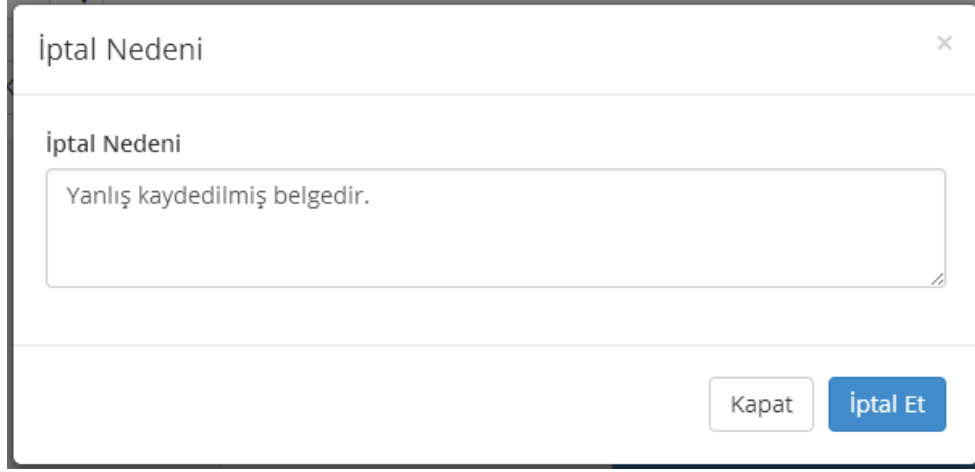 İptal Nedeni
×
İptal Nedeni
Yanlış kaydedilmiş belgedir.
Kapat
İptal Et